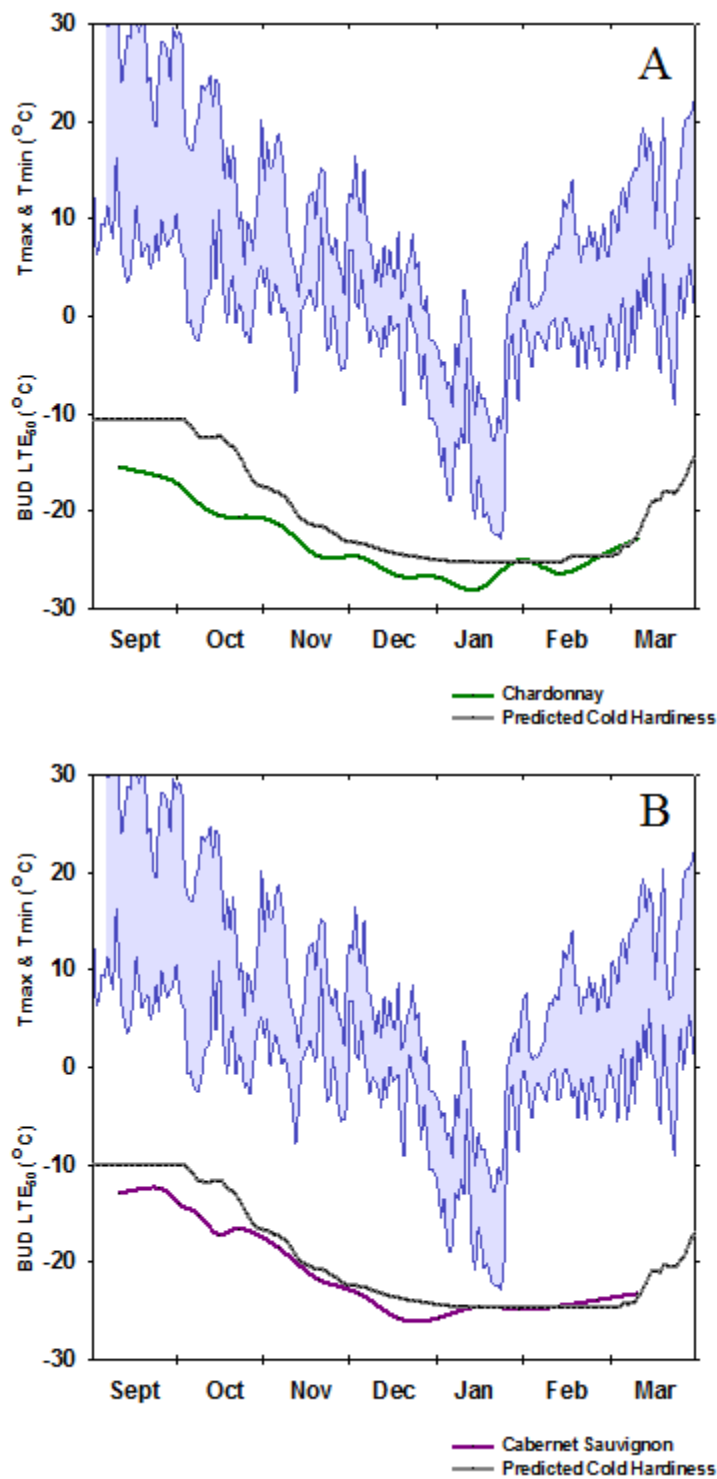 30
A
20
10
0
-10
-20
-30
Tmax & Tmin (°C)
BUD LTE50 (°C)
Sept Oct Nov Dec Jan Feb Mar
Chardonnay
Predicted Cold Hardiness
30
B
20
10
0
-10
-20
-30
Tmax & Tmin (°C)
BUD LTE50 (°C)
Sept Oct Nov Dec Jan Feb Mar
Cabernet Sauvignon
Predicted Cold Hardiness